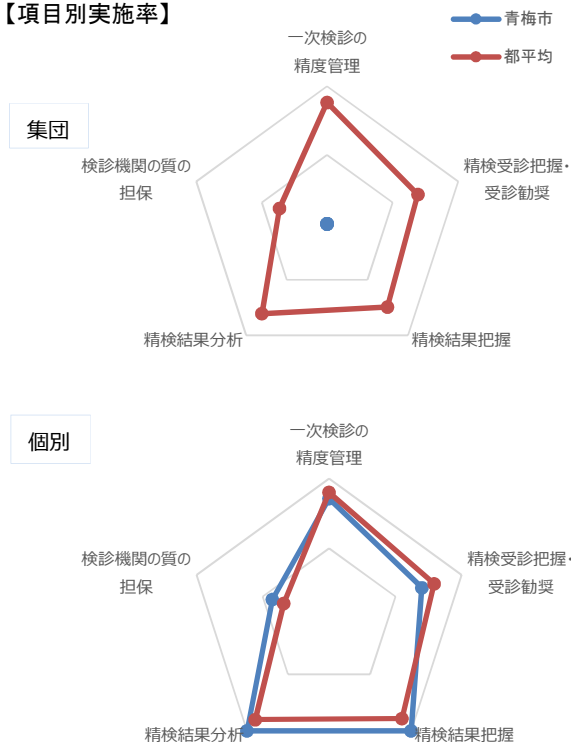 【項目別実施率】
青梅市
都平均
集団
一次検診の
精度管理
精検受診把握・
受診勧奨
精検結果把握
精検結果分析
検診機関の質の
担保
個別
一次検診の
精度管理
精検受診把握・
受診勧奨
精検結果把握
精検結果分析
検診機関の質の
担保